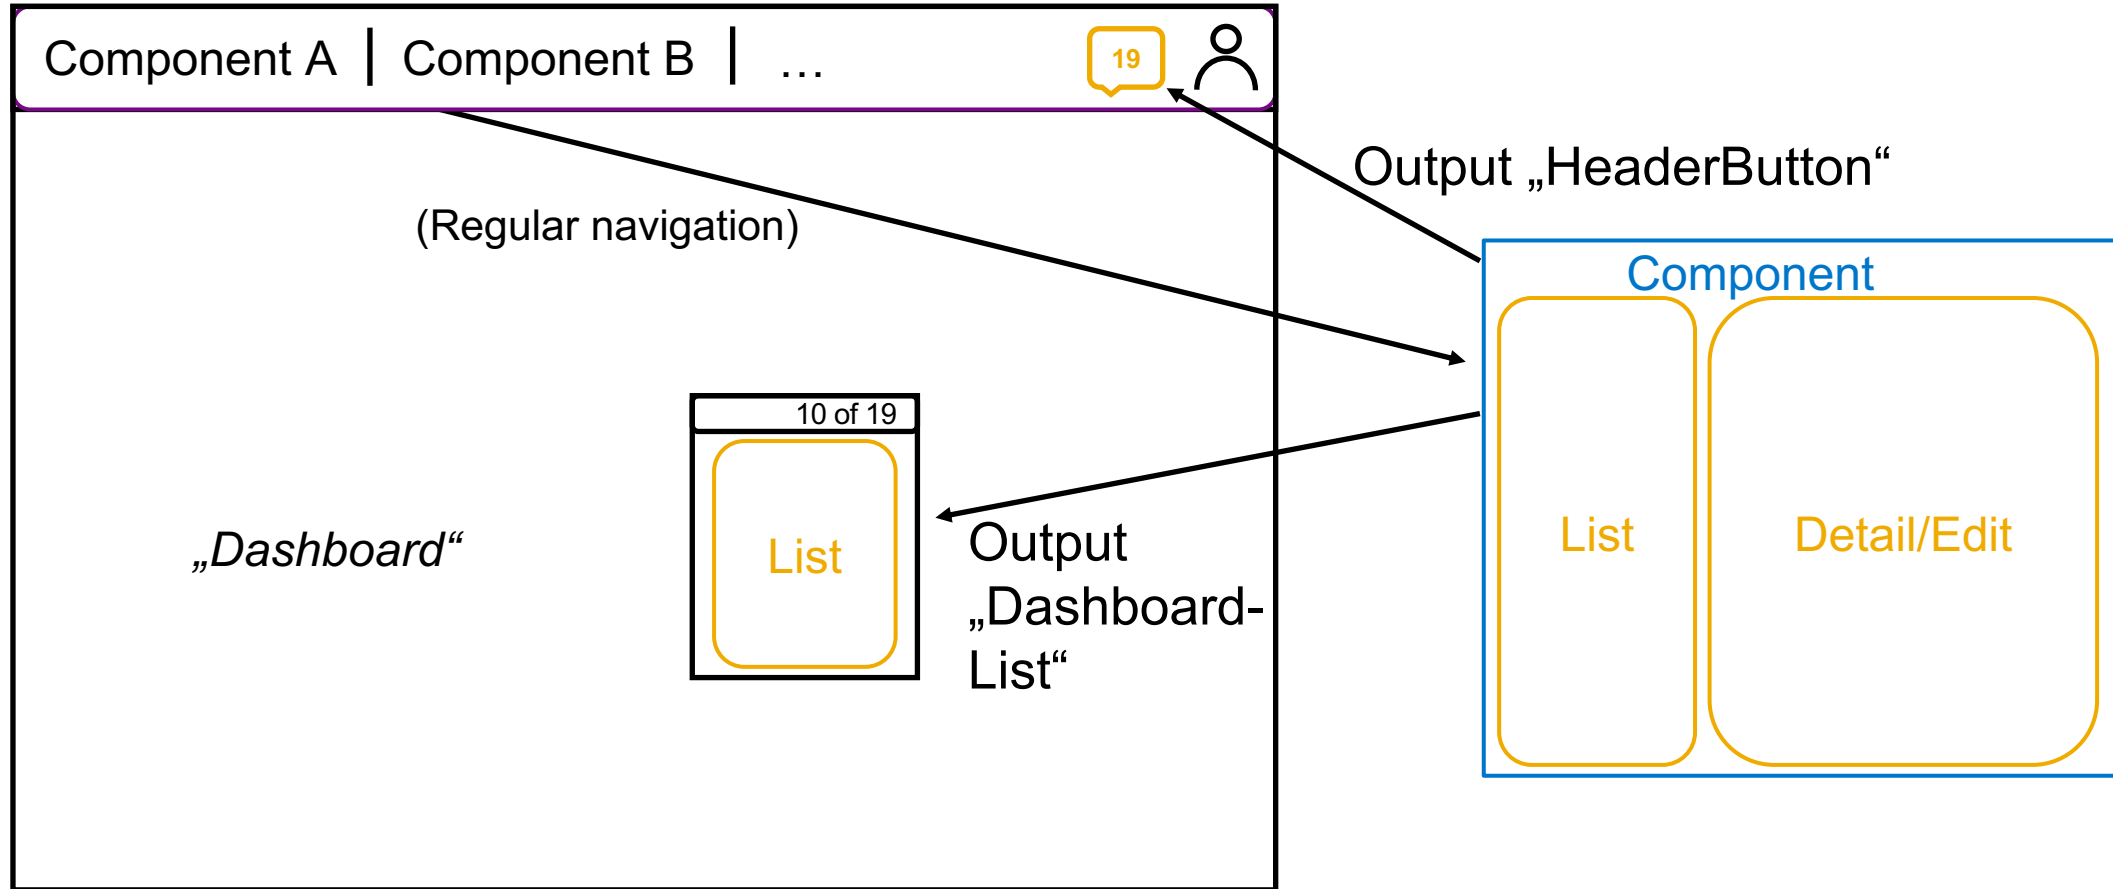 Component A | Component B | …
19
Output „HeaderButton“
(Regular navigation)
Component
10 of 19
List
„Dashboard“
Output
„Dashboard-
List“
List
Detail/Edit